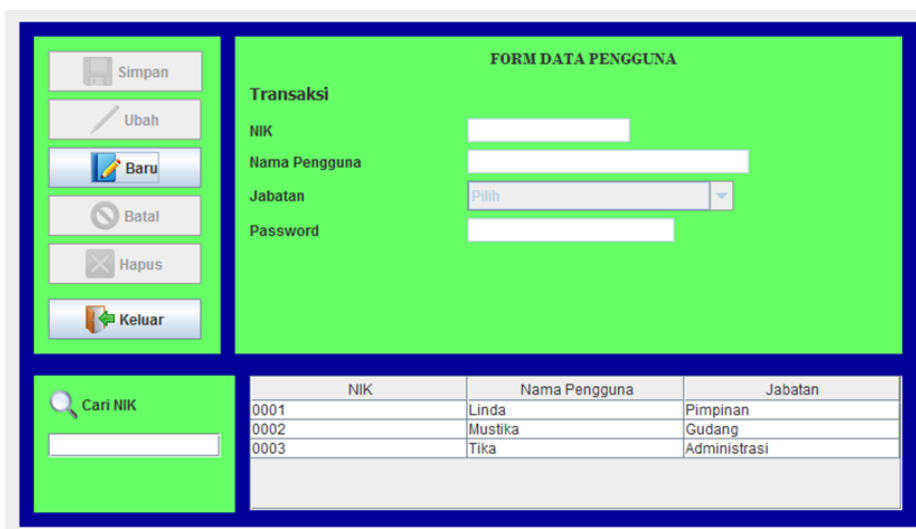 Simpan
Ubah
Baru
Batal
Hapus
Keluar
FORM DATA PENGGUNA
Transaksi
NIK
Nama Pengguna
Jabatan
Pilih
Password
Cari NIK
NIK Nama Pengguna Jabatan
0001 Linda Pimpinan
0002 Mustika Gudang
0003 Tika Administrasi